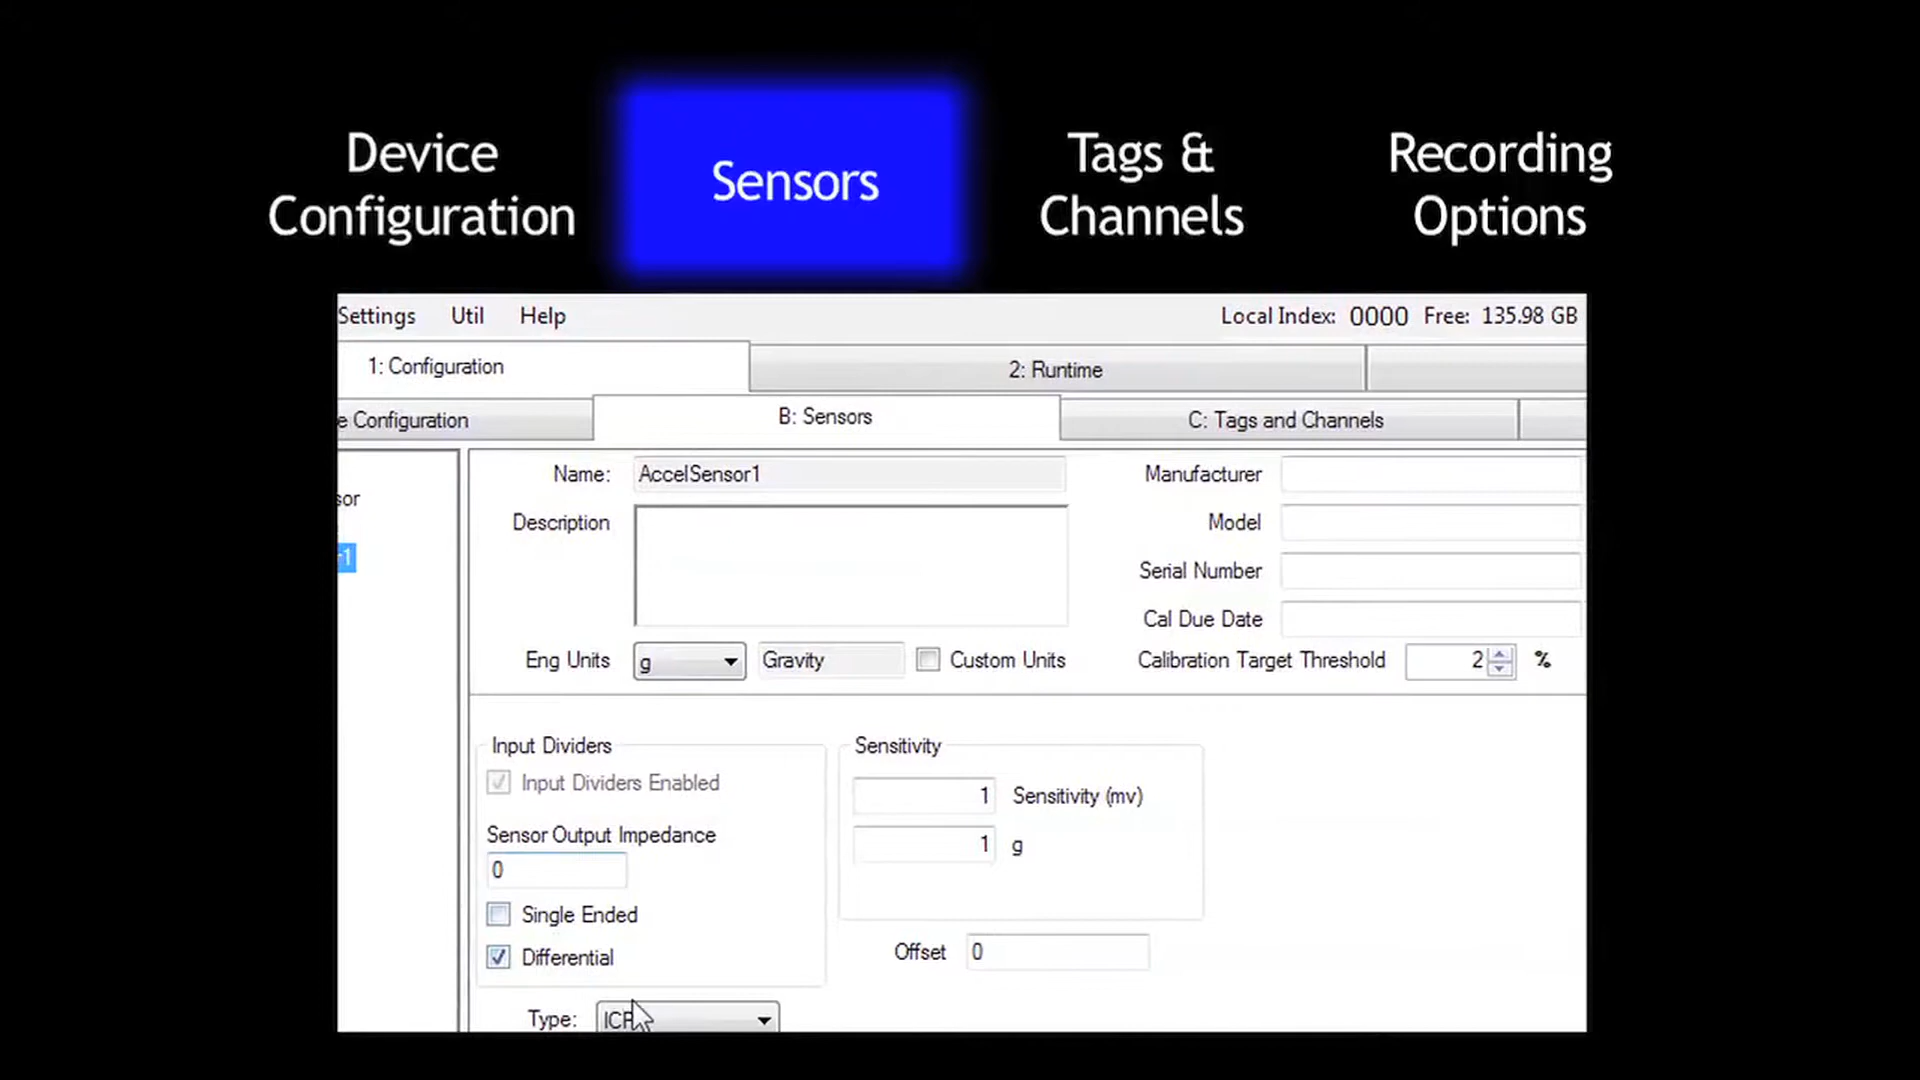 Device
Configuration
Sensors
Tags &
Channels
Recording
Options
Settings Util Help Local Index: 0000 Free: 135.98 GB
1: Configuration 2: Runtime
e Configuration B: Sensors C: Tags and Channels
Name: AccelSensor1 Manufacturer
sor
Description Model
r1
Serial Number
Cal Due Date
Eng Units g Gravity Custom Units Calibration Target Threshold 2 %
Input Dividers Sensitivity
Input Dividers Enabled
1 Sensitivity (mv)
Sensor Output Impedance
1 g
0
Single Ended
Differential Offset 0
Type: